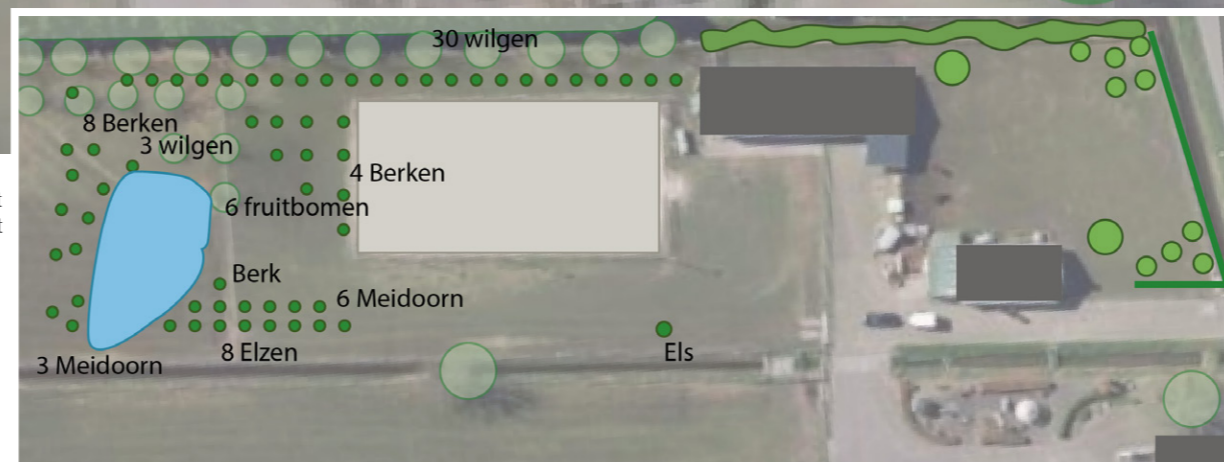 30 wilgen
8 Berken
3 wilgen
4 Berken
6 fruitbomen
Berk
6 Meidoorn
8 Elzen
Els
3 Meidoorn